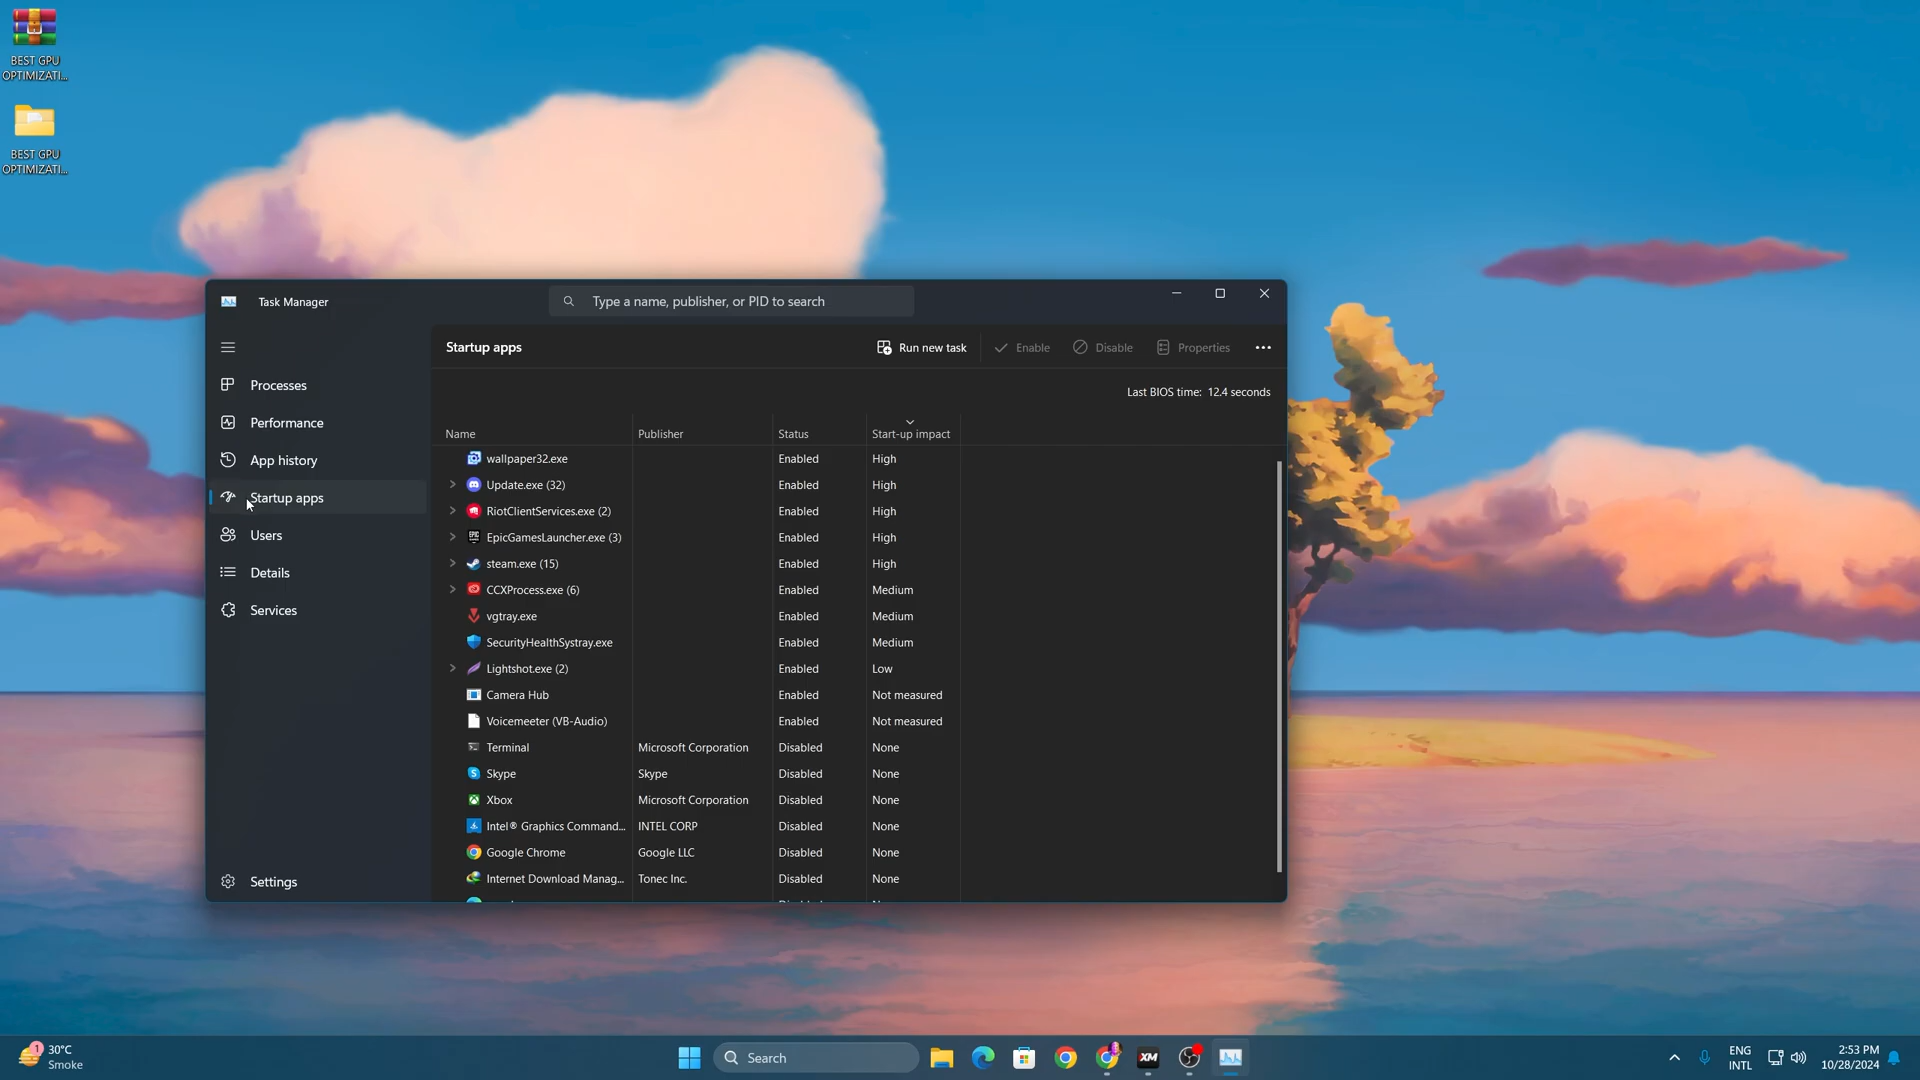 BEST GPU
OPTIMIZATI...
BEST GPU
OPTIMIZATI...
Task Manager
Type a name, publisher, or PID to search
Startup apps
Run new task
Enable
Disable
Properties
Processes
Performance
App history
Startup apps
Users
Details
Services
Settings
Last BIOS time: 12.4 seconds
Name Publisher Status Start-up impact
wallpaper32.exe Enabled High
Update.exe (32) Enabled High
RiotClientServices.exe (2) Enabled High
EpicGamesLauncher.exe (3) Enabled High
steam.exe (15) Enabled High
CCXProcess.exe (6) Enabled Medium
vgtray.exe Enabled Medium
SecurityHealthSystray.exe Enabled Medium
Lightshot.exe (2) Enabled Low
Camera Hub Enabled Not measured
Voicemeeter (VB-Audio) Enabled Not measured
Terminal Microsoft Corporation Disabled None
Skype Skype Disabled None
Xbox Microsoft Corporation Disabled None
Intel® Graphics Command... INTEL CORP Disabled None
Google Chrome Google LLC Disabled None
Internet Download Manag... Tonec Inc. Disabled None
1
30°C
Smoke
Search
XM
ENG
INTL
2:53 PM
10/28/2024